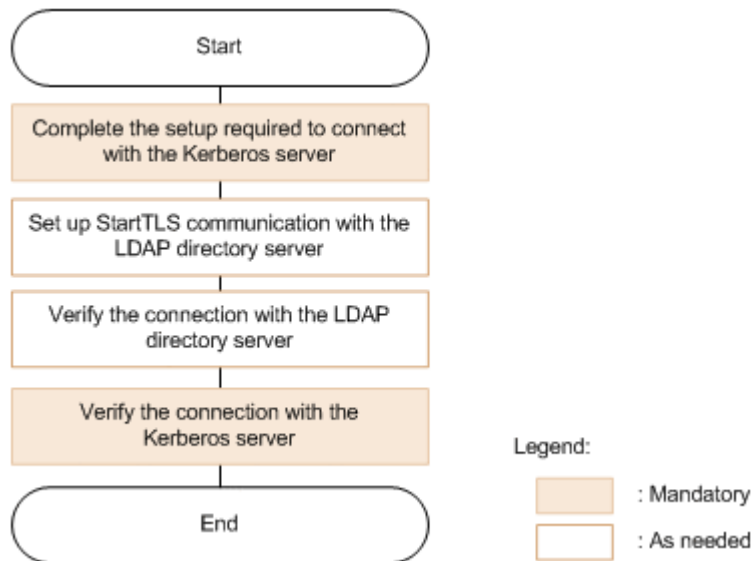 Start
Complete the setup required to connect
with the Kerberos server
Set up StartTLS communication with the
LDAP directory server
Verify the connection with the LDAP
directory server
Verify the connection with the
Kerberos server
End
Legend:
: Mandatory
: As needed